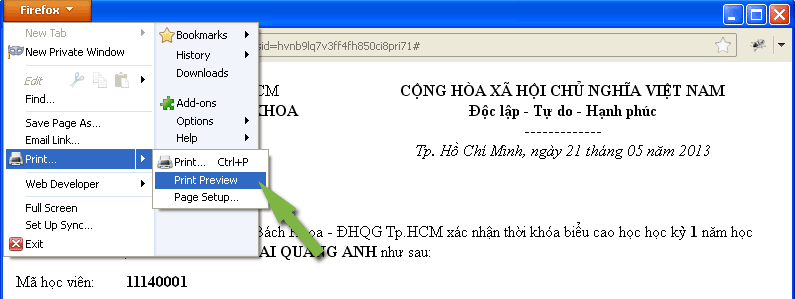 Firefox
New Tab
New Private Window
Edit
Find...
Save Page As...
Email Link...
Print...
Web Developer
Full Screen
Set Up Sync...
Exit
Bookmarks
History
Downloads
Add-ons
Options
Help
Print... Ctrl+P
Print Preview
Page Setup...
sid=hvnb9lq7v3ff4fh850ci8pri71#
CM CỘNG HÒA XÃ HỘI CHỦ NGHĨA VIỆT NAM
KHOA Độc lập - Tự do - Hạnh phúc
-------------
Tp. Hồ Chí Minh, ngày 21 tháng 05 năm 2013
Bách Khoa - ĐHQG Tp.HCM xác nhận thời khóa biểu cao học học kỳ 1 năm học
AI QUANG ANH như sau:
Mã học viên: 11140001